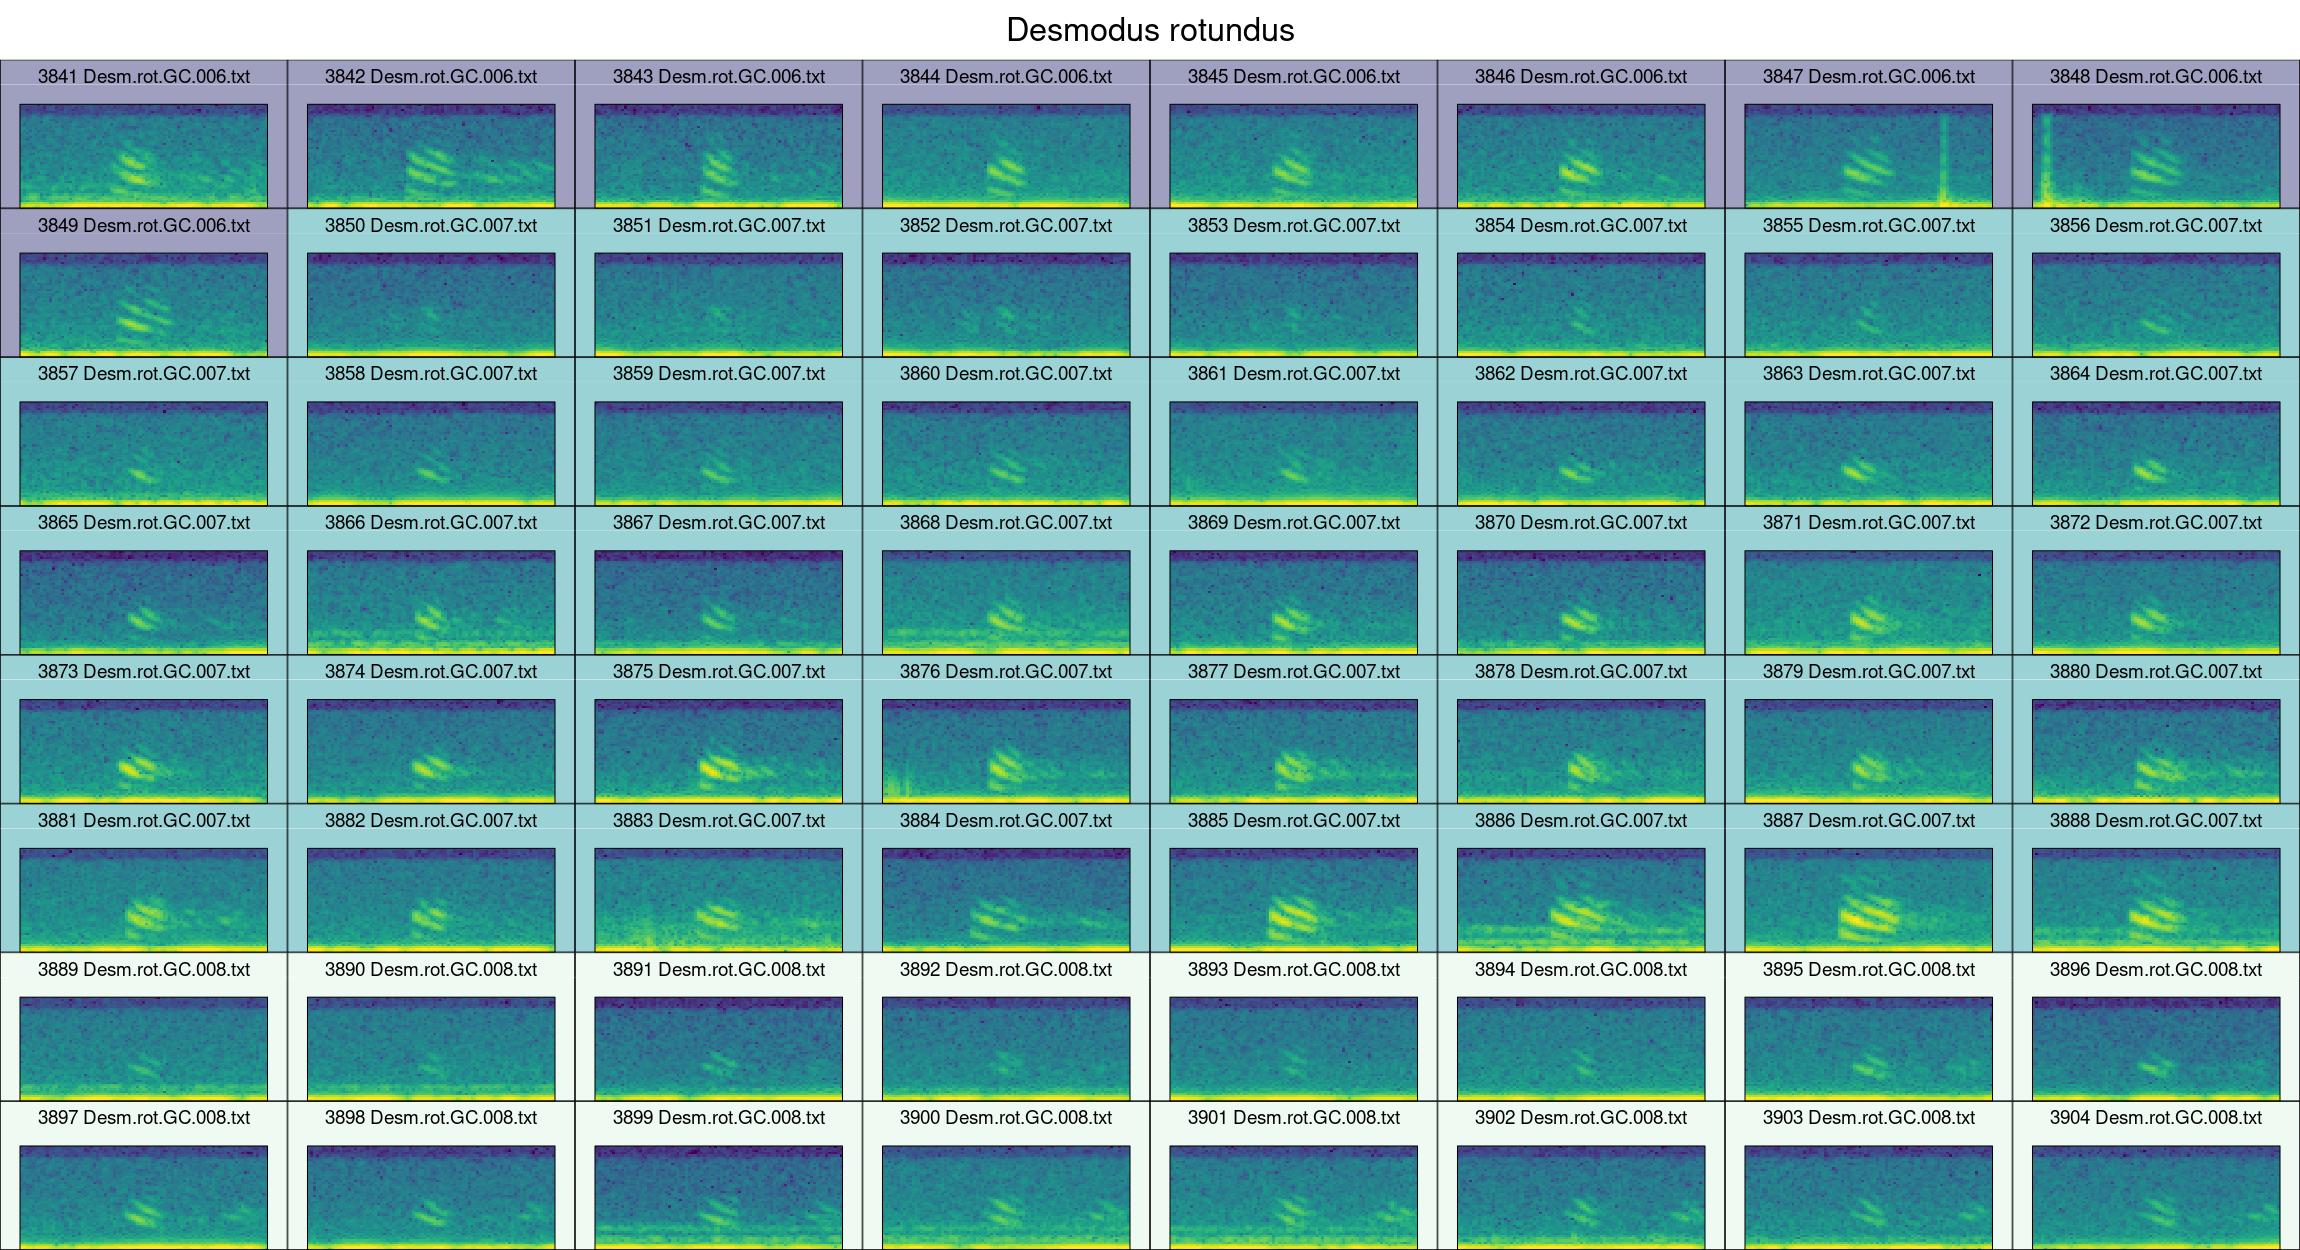 Desmodus rotundus
3841 Desm.rot.GC.006.txt 3842 Desm.rot.GC.006.txt 3843 Desm.rot.GC.006.txt 3844 Desm.rot.GC.006.txt 3845 Desm.rot.GC.006.txt 3846 Desm.rot.GC.006.txt 3847 Desm.rot.GC.006.txt 3848 Desm.rot.GC.006.txt
3849 Desm.rot.GC.006.txt 3850 Desm.rot.GC.007.txt 3851 Desm.rot.GC.007.txt 3852 Desm.rot.GC.007.txt 3853 Desm.rot.GC.007.txt 3854 Desm.rot.GC.007.txt 3855 Desm.rot.GC.007.txt 3856 Desm.rot.GC.007.txt
3857 Desm.rot.GC.007.txt 3858 Desm.rot.GC.007.txt 3859 Desm.rot.GC.007.txt 3860 Desm.rot.GC.007.txt 3861 Desm.rot.GC.007.txt 3862 Desm.rot.GC.007.txt 3863 Desm.rot.GC.007.txt 3864 Desm.rot.GC.007.txt
3865 Desm.rot.GC.007.txt 3866 Desm.rot.GC.007.txt 3867 Desm.rot.GC.007.txt 3868 Desm.rot.GC.007.txt 3869 Desm.rot.GC.007.txt 3870 Desm.rot.GC.007.txt 3871 Desm.rot.GC.007.txt 3872 Desm.rot.GC.007.txt
3873 Desm.rot.GC.007.txt 3874 Desm.rot.GC.007.txt 3875 Desm.rot.GC.007.txt 3876 Desm.rot.GC.007.txt 3877 Desm.rot.GC.007.txt 3878 Desm.rot.GC.007.txt 3879 Desm.rot.GC.007.txt 3880 Desm.rot.GC.007.txt
3881 Desm.rot.GC.007.txt 3882 Desm.rot.GC.007.txt 3883 Desm.rot.GC.007.txt 3884 Desm.rot.GC.007.txt 3885 Desm.rot.GC.007.txt 3886 Desm.rot.GC.007.txt 3887 Desm.rot.GC.007.txt 3888 Desm.rot.GC.007.txt
3889 Desm.rot.GC.008.txt 3890 Desm.rot.GC.008.txt 3891 Desm.rot.GC.008.txt 3892 Desm.rot.GC.008.txt 3893 Desm.rot.GC.008.txt 3894 Desm.rot.GC.008.txt 3895 Desm.rot.GC.008.txt 3896 Desm.rot.GC.008.txt
3897 Desm.rot.GC.008.txt 3898 Desm.rot.GC.008.txt 3899 Desm.rot.GC.008.txt 3900 Desm.rot.GC.008.txt 3901 Desm.rot.GC.008.txt 3902 Desm.rot.GC.008.txt 3903 Desm.rot.GC.008.txt 3904 Desm.rot.GC.008.txt